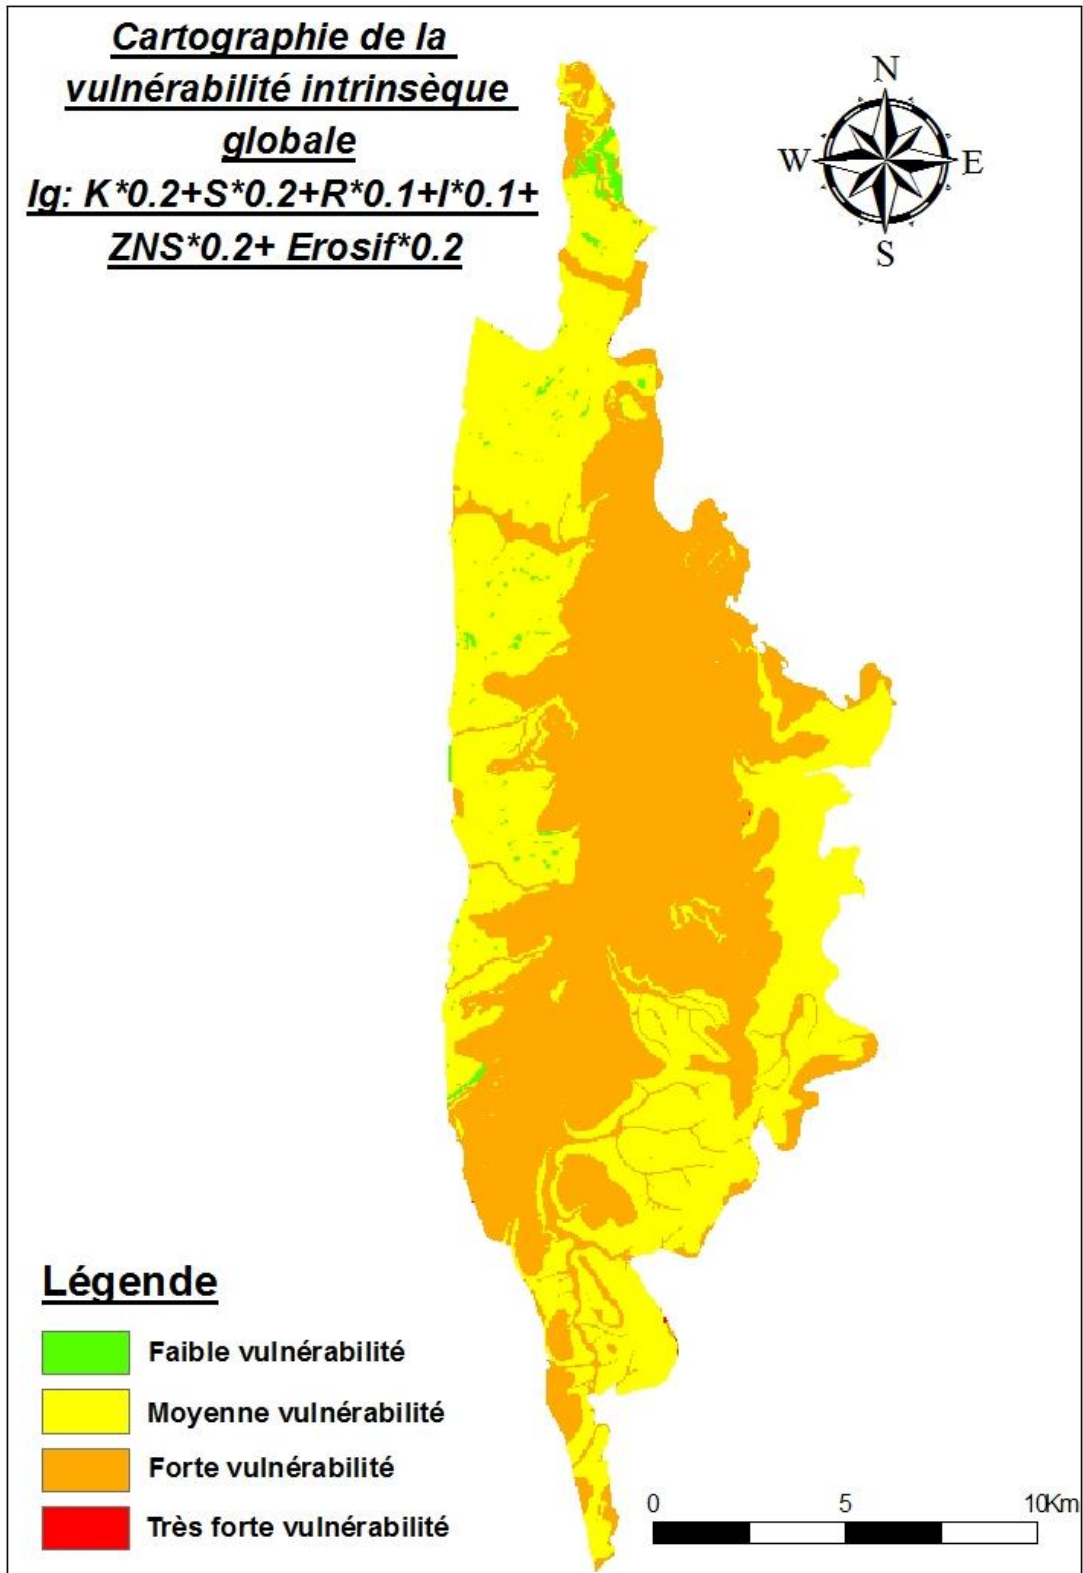 Cartographie de la
vulnérabilité intrinsèque
globale
Ig: K*0.2+S*0.2+R*0.1+I*0.1+
ZNS*0.2+ Erosif*0.2
N
W
E
S
Légende
Faible vulnérabilité
Moyenne vulnérabilité
Forte vulnérabilité
Très forte vulnérabilité
0 5 10Km